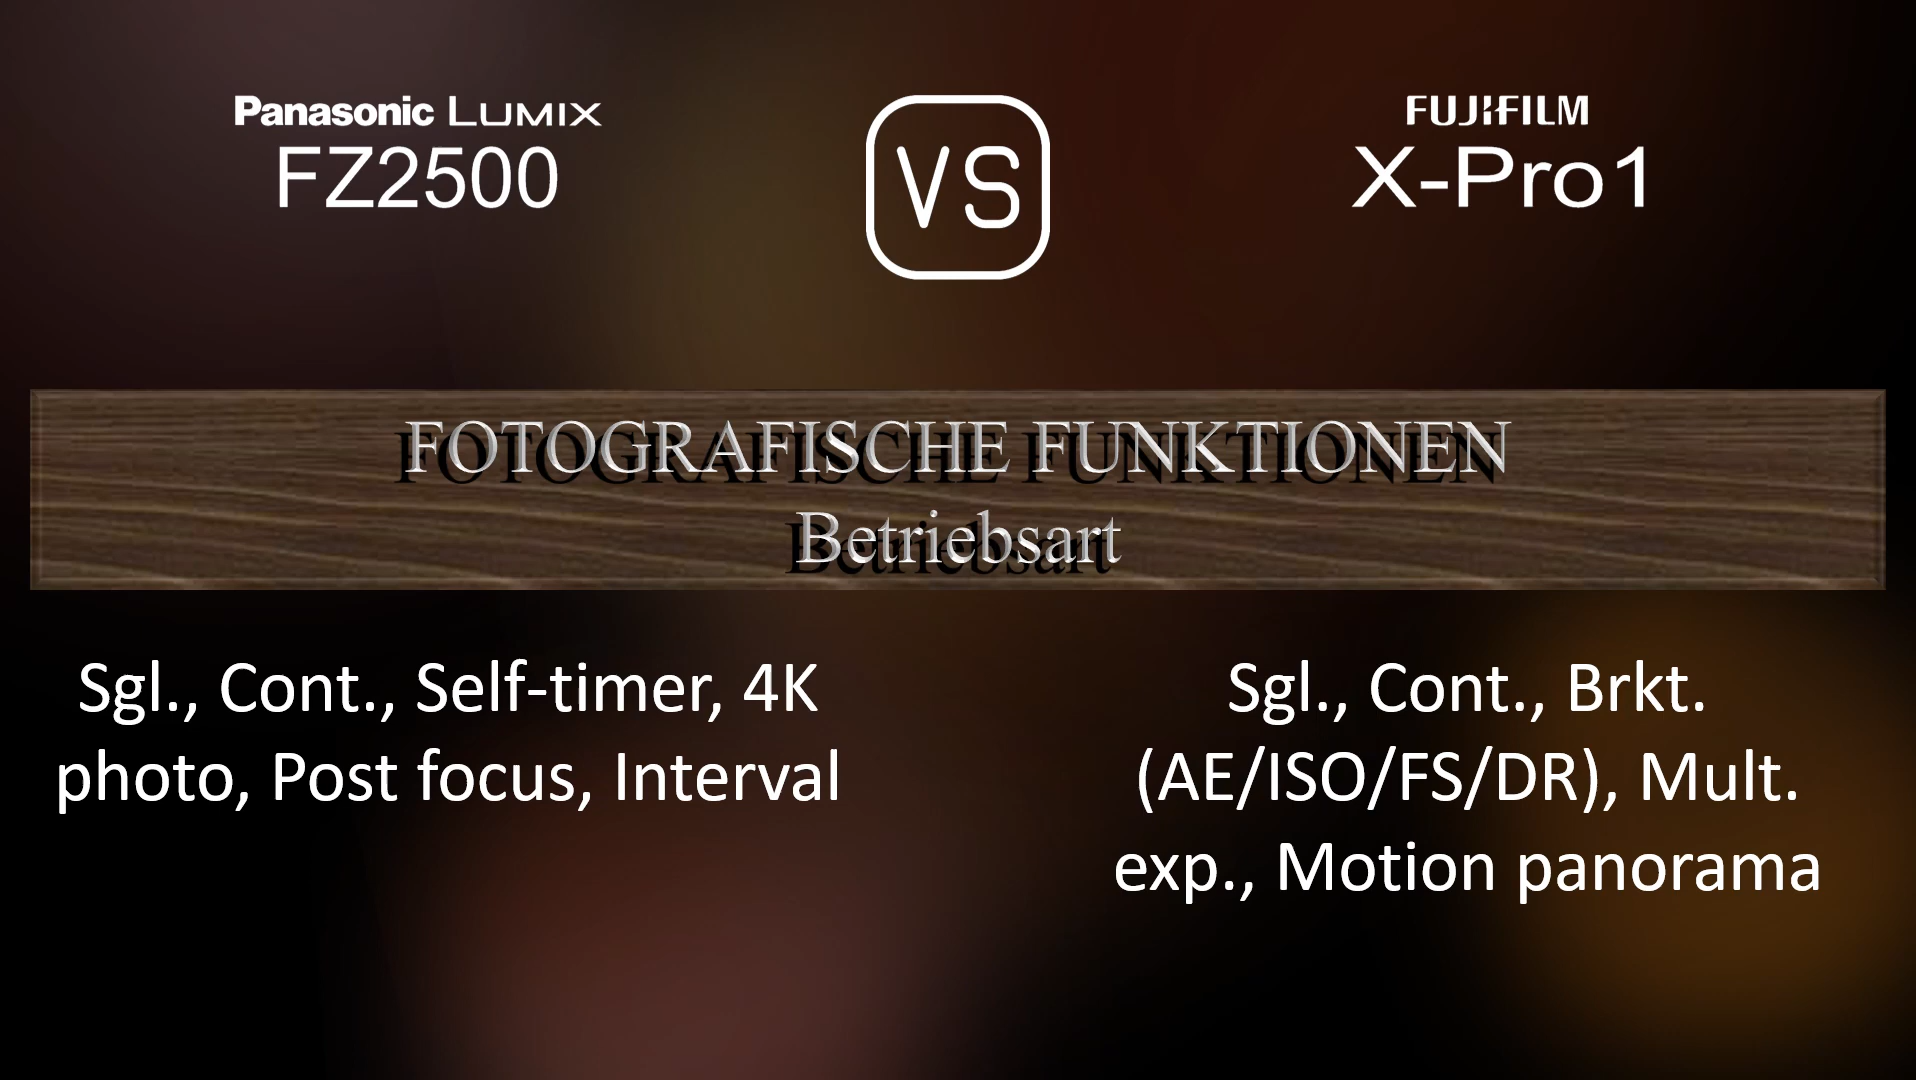 Panasonic LUMIX
FZ2500
VS
FUJIFILM
X-Pro1
FOTOGRAFISCHE FUNKTIONEN
Betriebsart
Sgl., Cont., Self-timer, 4K
photo, Post focus, Interval
Sgl., Cont., Brkt.
(AE/ISO/FS/DR), Mult.
exp., Motion panorama